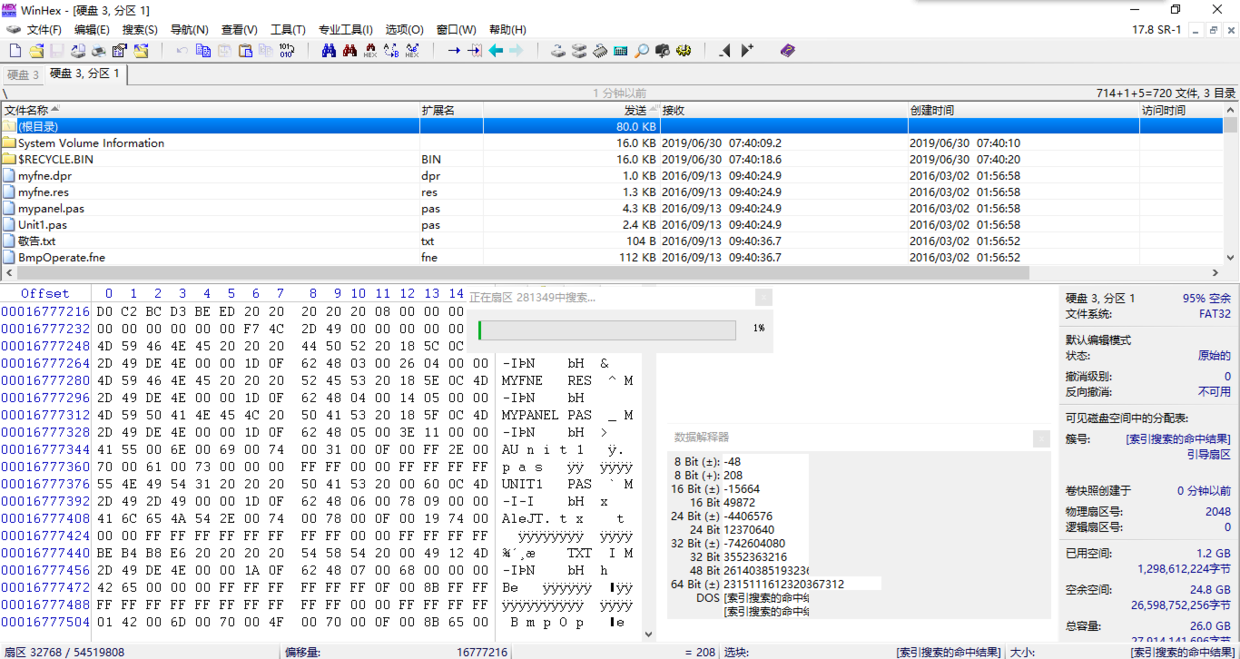 WinHex - [硬盘 3, 分区 1]
文件(F) 编辑(E) 搜索(S) 导航(N) 查看(V) 工具(T) 专业工具(I) 选项(O) 窗口(W) 帮助(H) 17.8 SR-1
硬盘 3 硬盘 3, 分区 1
\ 1 分钟以前 714+1+5=720 文件, 3 目录
文件名称 扩展名 发送 接收 创建时间 访问时间
(根目录) 80.0 KB
System Volume Information 16.0 KB 2019/06/30 07:40:09.2 2019/06/30 07:40:10
$RECYCLE.BIN BIN 16.0 KB 2019/06/30 07:40:18.6 2019/06/30 07:40:20
myfne.dpr dpr 1.0 KB 2016/09/13 09:40:24.9 2016/03/02 01:56:58
myfne.res res 1.3 KB 2016/09/13 09:40:24.9 2016/03/02 01:56:58
mypanel.pas pas 4.3 KB 2016/09/13 09:40:24.9 2016/03/02 01:56:58
Unit1.pas pas 2.4 KB 2016/09/13 09:40:24.9 2016/03/02 01:56:58
敬告.txt txt 104 B 2016/09/13 09:40:36.7 2016/03/02 01:56:52
BmpOperate.fne fne 112 KB 2016/09/13 09:40:36.7 2016/03/02 01:56:52
Offset 0 1 2 3 4 5 6 7 8 9 10 11 12 13 14
00016777216 D0 C2 BC D3 BE ED 20 20 20 20 20 08 00 00 00
00016777232 00 00 00 00 00 00 F7 4C 2D 49 00 00 00 00 00
00016777248 4D 59 46 4E 45 20 20 20 44 50 52 20 18 5C 0C
00016777264 2D 49 DE 4E 00 00 1D 0F 62 48 03 00 26 04 00 00 -IÞN bH &
00016777280 4D 59 46 4E 45 20 20 20 52 45 53 20 18 5E 0C 4D MYFNE RES ^ M
00016777296 2D 49 DE 4E 00 00 1D 0F 62 48 04 00 14 05 00 00 -IÞN bH
00016777312 4D 59 50 41 4E 45 4C 20 50 41 53 20 18 5F 0C 4D MYPANEL PAS _ M
00016777328 2D 49 DE 4E 00 00 1D 0F 62 48 05 00 3E 11 00 00 -IÞN bH >
00016777344 41 55 00 6E 00 69 00 74 00 31 00 0F 00 FF 2E 00 AU n i t 1 ÿ.
00016777360 70 00 61 00 73 00 00 00 FF FF 00 00 FF FF FF FF p a s ÿÿ ÿÿÿÿ
00016777376 55 4E 49 54 31 20 20 20 50 41 53 20 00 60 0C 4D UNIT1 PAS ` M
00016777392 2D 49 2D 49 00 00 1D 0F 62 48 06 00 78 09 00 00 -I-I bH x
00016777408 41 6C 65 4A 54 2E 00 74 00 78 00 0F 00 19 74 00 AleJT. t x t
00016777424 00 00 FF FF FF FF FF FF FF FF 00 00 FF FF FF FF ÿÿÿÿÿÿÿÿ ÿÿÿÿ
00016777440 BE B4 B8 E6 20 20 20 20 54 58 54 20 00 49 12 4D ¾´¸æ TXT I M
00016777456 2D 49 DE 4E 00 00 1A 0F 62 48 07 00 68 00 00 00 -IÞN bH h
00016777472 42 65 00 00 00 FF FF FF FF FF FF 0F 00 8B FF FF Be ÿÿÿÿÿÿ ÿÿ
00016777488 FF FF FF FF FF FF FF FF FF FF 00 00 FF FF FF FF ÿÿÿÿÿÿÿÿÿÿ ÿÿÿÿ
00016777504 01 42 00 6D 00 70 00 4F 00 70 00 0F 00 8B 65 00 B m p O p e
正在扇区 281349中搜索...
1%
数据解释器
8 Bit (±): -48
8 Bit (+): 208
16 Bit (±) -15664
16 Bit 49872
24 Bit (±) -4406576
24 Bit 12370640
32 Bit (±) -742604080
32 Bit 3552363216
48 Bit 2614038519323
64 Bit (±) 2315111612320367312
DOS [索引搜索的命中
[索引搜索的命中
硬盘 3, 分区 1 95% 空余
文件系统: FAT32
默认编辑模式
状态: 原始的
撤消级别: 0
反向撤消: 不可用
可见磁盘空间中的分配表:
簇号: [索引搜索的命中结果]
引导扇区
卷快照创建于 0 分钟以前
物理扇区号: 2048
逻辑扇区号: 0
已用空间: 1.2 GB
1,298,612,224字节
空余空间: 24.8 GB
26,598,752,256字节
总容量: 26.0 GB
27,914,141,696字节
扇区 32768 / 54519808 偏移量: 16777216 = 208 选块: [索引搜索的命中结果] 大小: [索引搜索的命中结果]